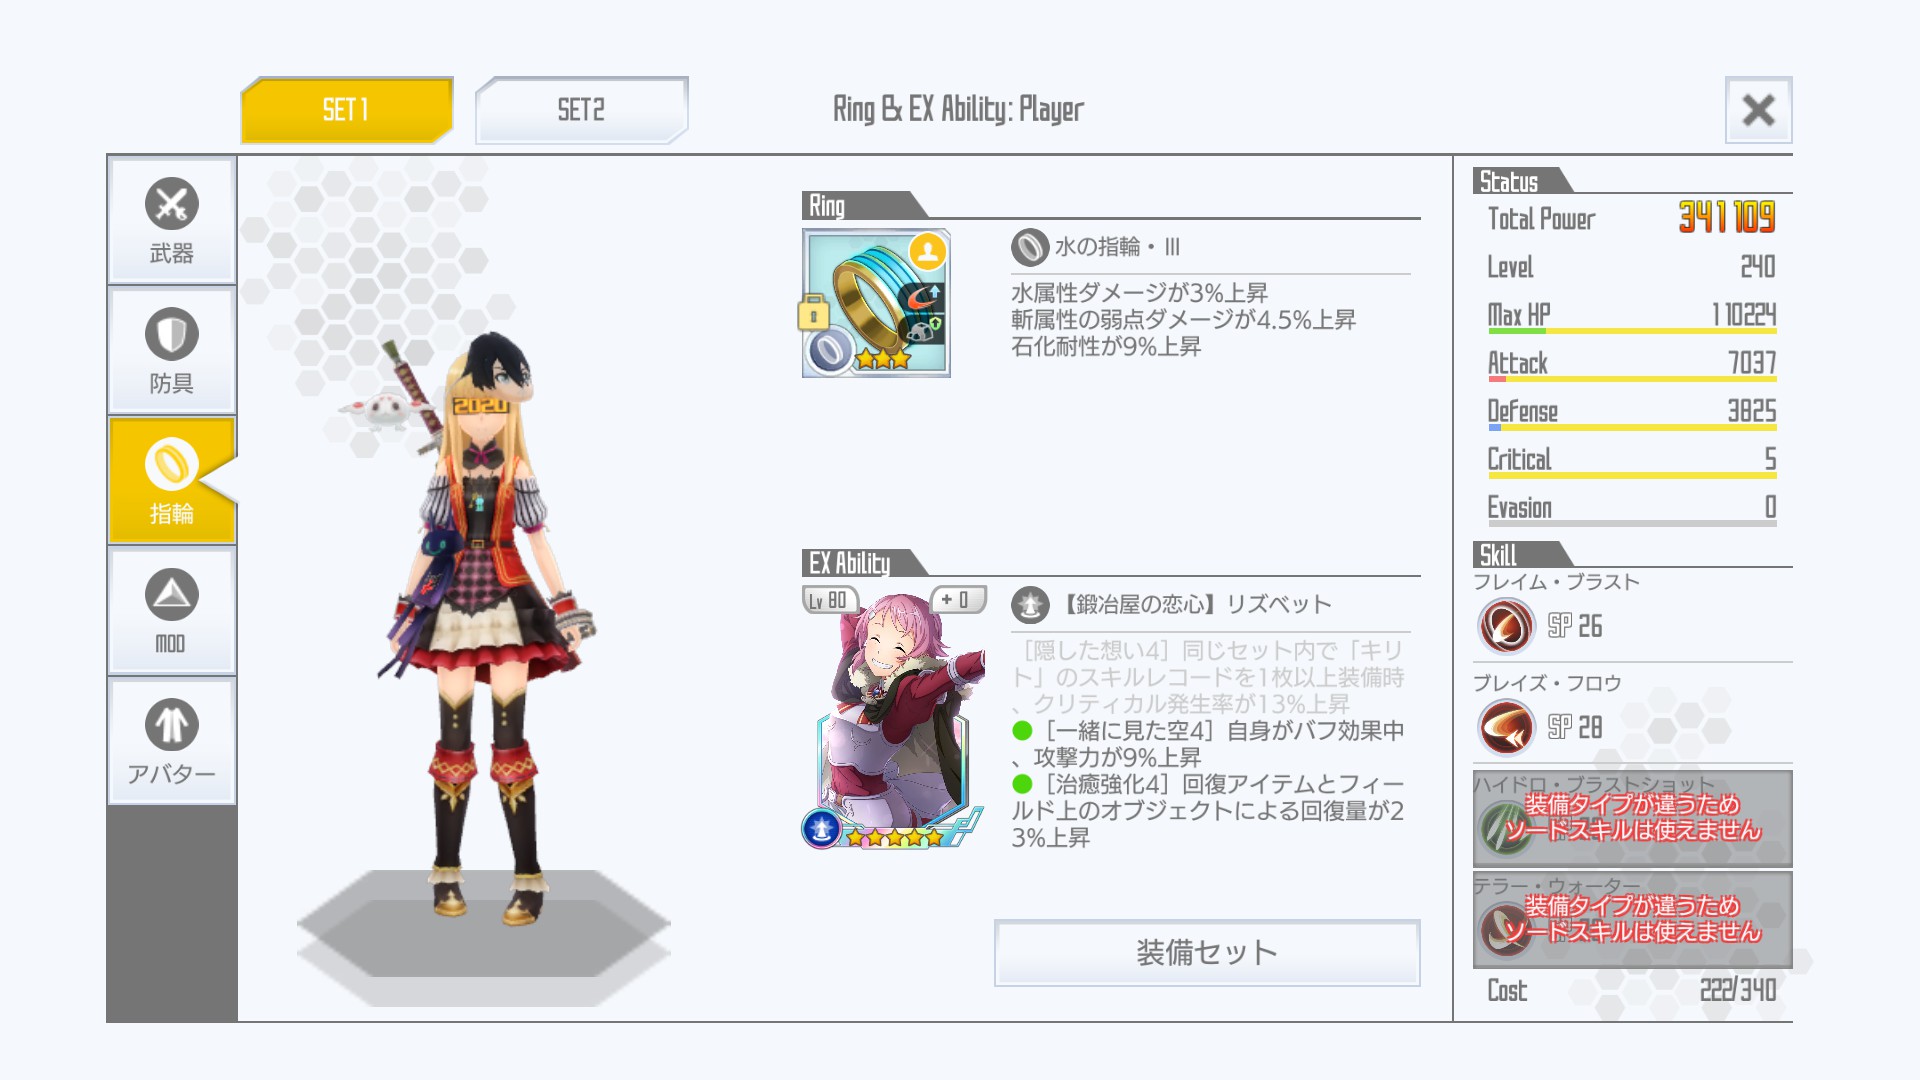 SET1
SET2
Ring & EX Ability: Player
武器
防具
指輪
MOD
アバター
2020
Ring
水の指輪・III
水属性ダメージが3%上昇
斬属性の弱点ダメージが4.5%上昇
石化耐性が9%上昇
EX Ability
Lv 80
+ 0
【鍛冶屋の恋心】リズベット
［隠した想い4］同じセット内で「キリ
ト」のスキルレコードを1枚以上装備時
、クリティカル発生率が13%上昇
［一緒に見た空4］自身がバフ効果中
、攻撃力が9%上昇
［治癒強化4］回復アイテムとフィー
ルド上のオブジェクトによる回復量が2
3%上昇
装備セット
Status
Total Power 341109
Level 240
Max HP 110224
Attack 7037
Defense 3825
Critical 5
Evasion 0
Skill
フレイム・ブラスト
SP 26
ブレイズ・フロウ
SP 28
ハイドロ・ブラストショット
装備タイプが違うため
ソードスキルは使えません
テラー・ウォーター
装備タイプが違うため
ソードスキルは使えません
Cost 222/340